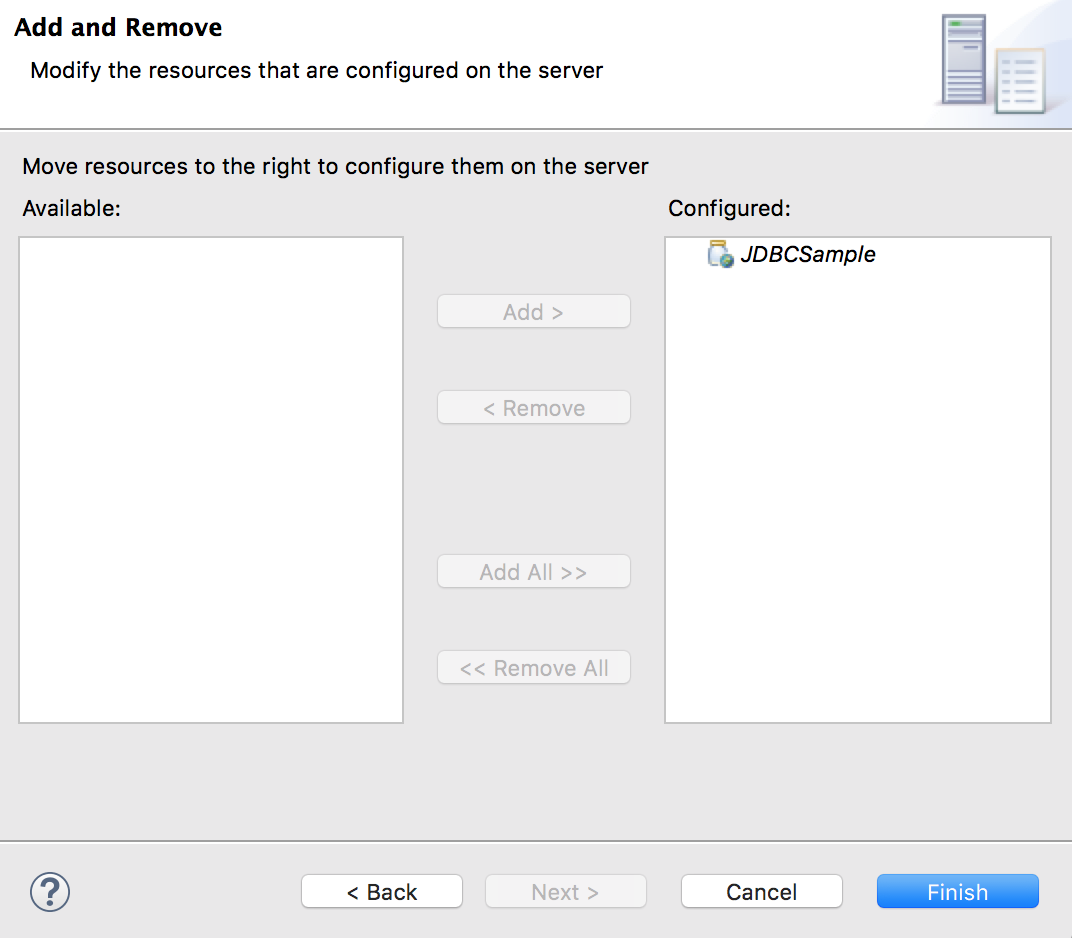 Add and Remove
Modify the resources that are configured on the server
Move resources to the right to configure them on the server
Available:
Configured:
JDBCSample
Add >
< Remove
Add All >>
<< Remove All
?
< Back
Next >
Cancel
Finish